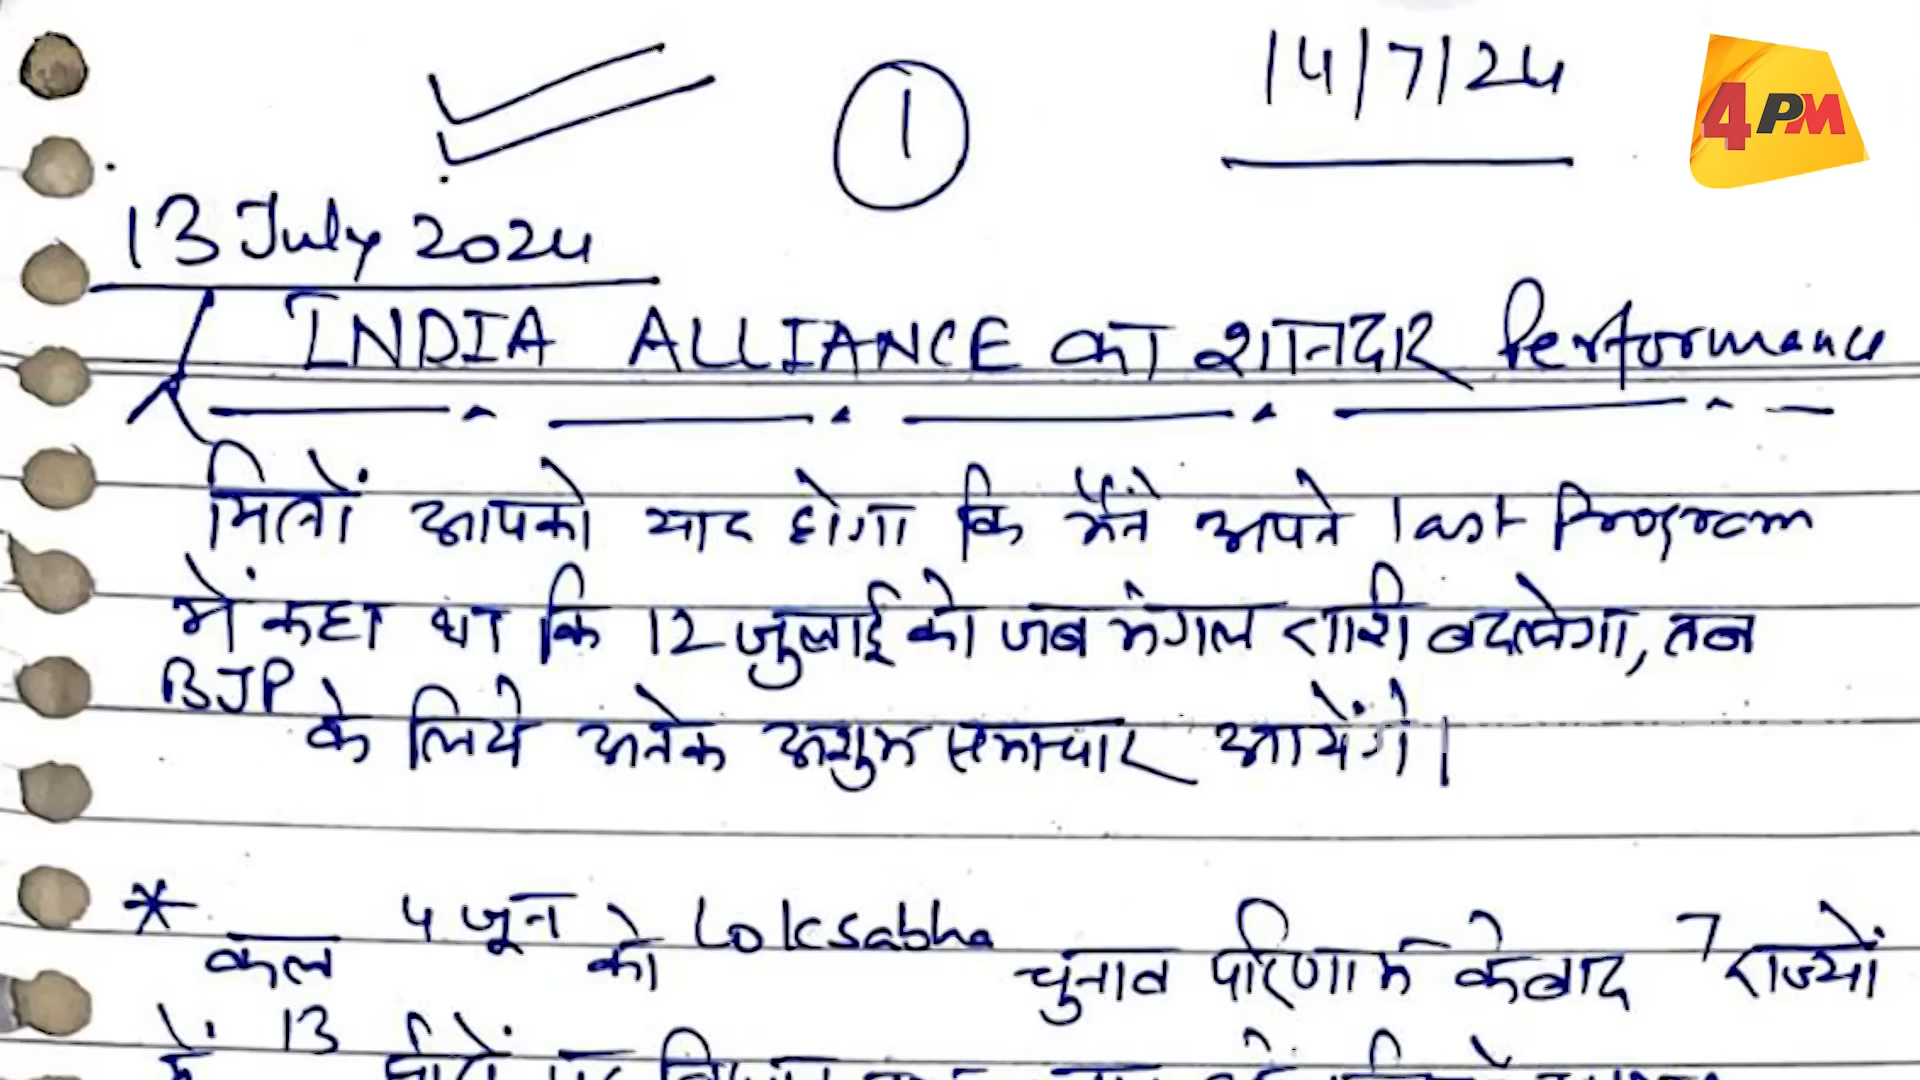 14/7/24
1
4PM
13 July 2024
INDIA ALLIANCE का शानदार Performance
मित्रों आपको याद होगा कि मैंने अपने last Program
में कहा था कि 12 जुलाई को जब मंगल राशि बदलेगा, तब
BJP के लिये अनेक अशुभ समाचार आयेंगे।
* कल 4 जून को Loksabha चुनाव परिणाम के बाद 7 राज्यों
में 13